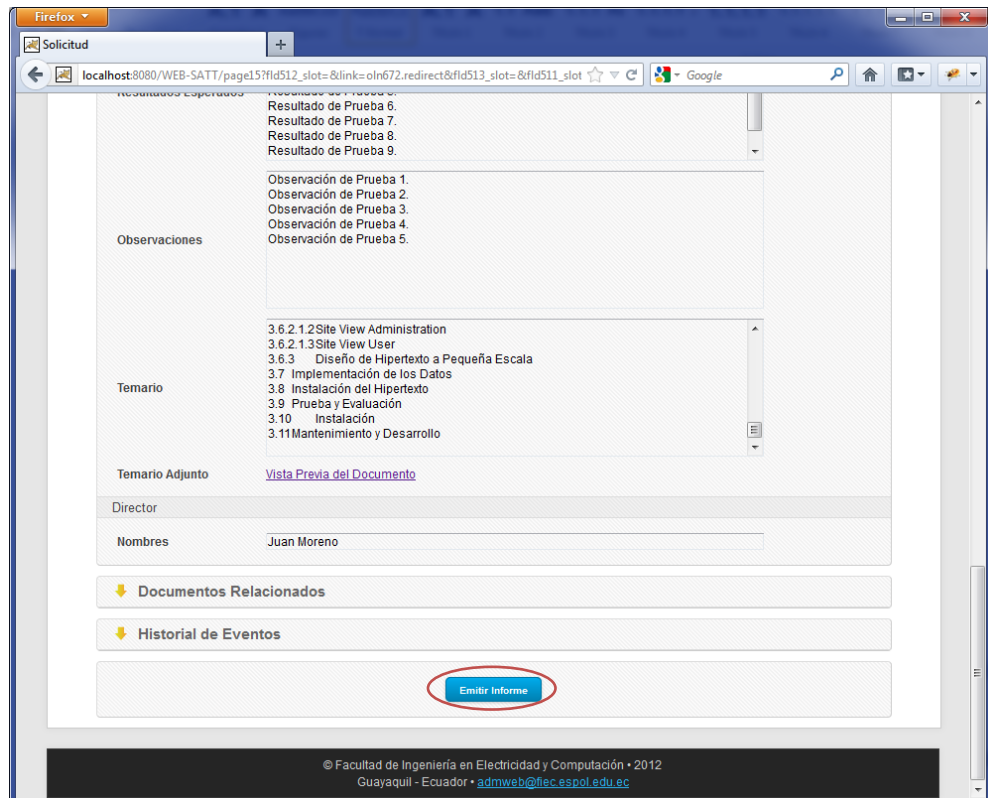 Firefox
Solicitud
localhost:8080/WEB-SATT/page15?fld512_slot=&link=oln672.redirect&fld513_slot=&fld511_slot
Google
Resultados Esperados
Resultado de Prueba 6.
Resultado de Prueba 7.
Resultado de Prueba 8.
Resultado de Prueba 9.
Observaciones
Observación de Prueba 1.
Observación de Prueba 2.
Observación de Prueba 3.
Observación de Prueba 4.
Observación de Prueba 5.
Temario
3.6.2.1.2Site View Administration
3.6.2.1.3Site View User
3.6.3 Diseño de Hipertexto a Pequeña Escala
3.7 Implementación de los Datos
3.8 Instalación del Hipertexto
3.9 Prueba y Evaluación
3.10 Instalación
3.11Mantenimiento y Desarrollo
Temario Adjunto Vista Previa del Documento
Director
Nombres Juan Moreno
Documentos Relacionados
Historial de Eventos
Emitir Informe
© Facultad de Ingeniería en Electricidad y Computación • 2012
Guayaquil - Ecuador • admweb@fiec.espol.edu.ec